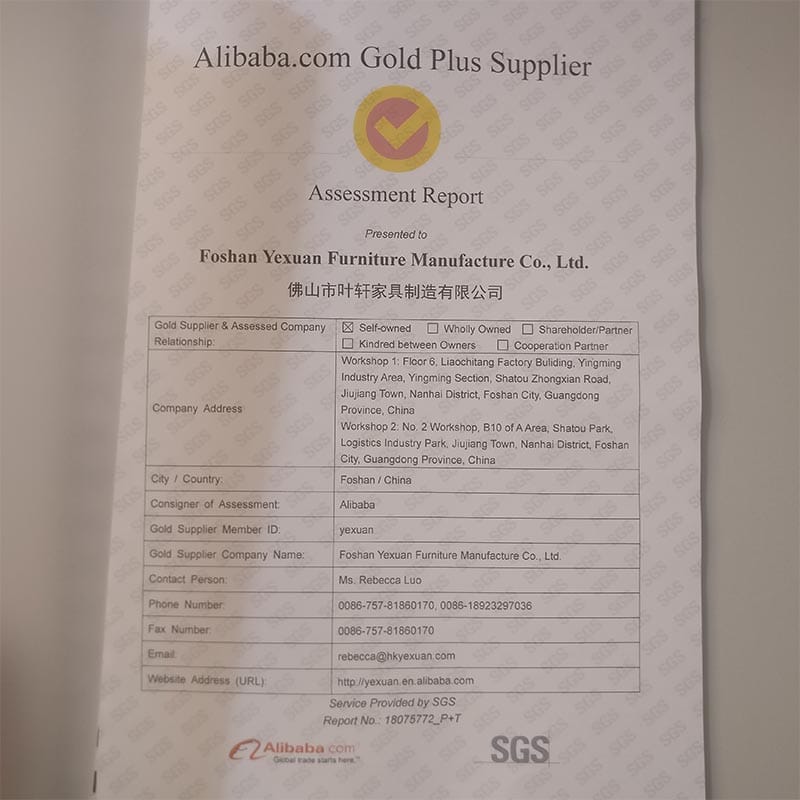 Alibaba.com Gold Plus Supplier
Assessment Report
Presented to
Foshan Yexuan Furniture Manufacture Co., Ltd.
佛山市叶轩家具制造有限公司
Gold Supplier & Assessed Company Relationship:
☒ Self-owned ☐ Wholly Owned ☐ Shareholder/Partner
☐ Kindred between Owners ☐ Cooperation Partner
Company Address
Workshop 1: Floor 6, Liaochitang Factory Buliding, Yingming
Industry Area, Yingming Section, Shatou Zhongxian Road,
Jiujiang Town, Nanhai District, Foshan City, Guangdong
Province, China
Workshop 2: No. 2 Workshop, B10 of A Area, Shatou Park,
Logistics Industry Park, Jiujiang Town, Nanhai District, Foshan
City, Guangdong Province, China
City / Country: Foshan / China
Consigner of Assessment: Alibaba
Gold Supplier Member ID: yexuan
Gold Supplier Company Name: Foshan Yexuan Furniture Manufacture Co., Ltd.
Contact Person: Ms. Rebecca Luo
Phone Number: 0086-757-81860170, 0086-18923297036
Fax Number: 0086-757-81860170
Email: rebecca@hkyexuan.com
Website Address (URL): http://yexuan.en.alibaba.com
Service Provided by SGS
Report No.: 18075772_P+T
Alibaba.com
Global trade starts here.™
SGS